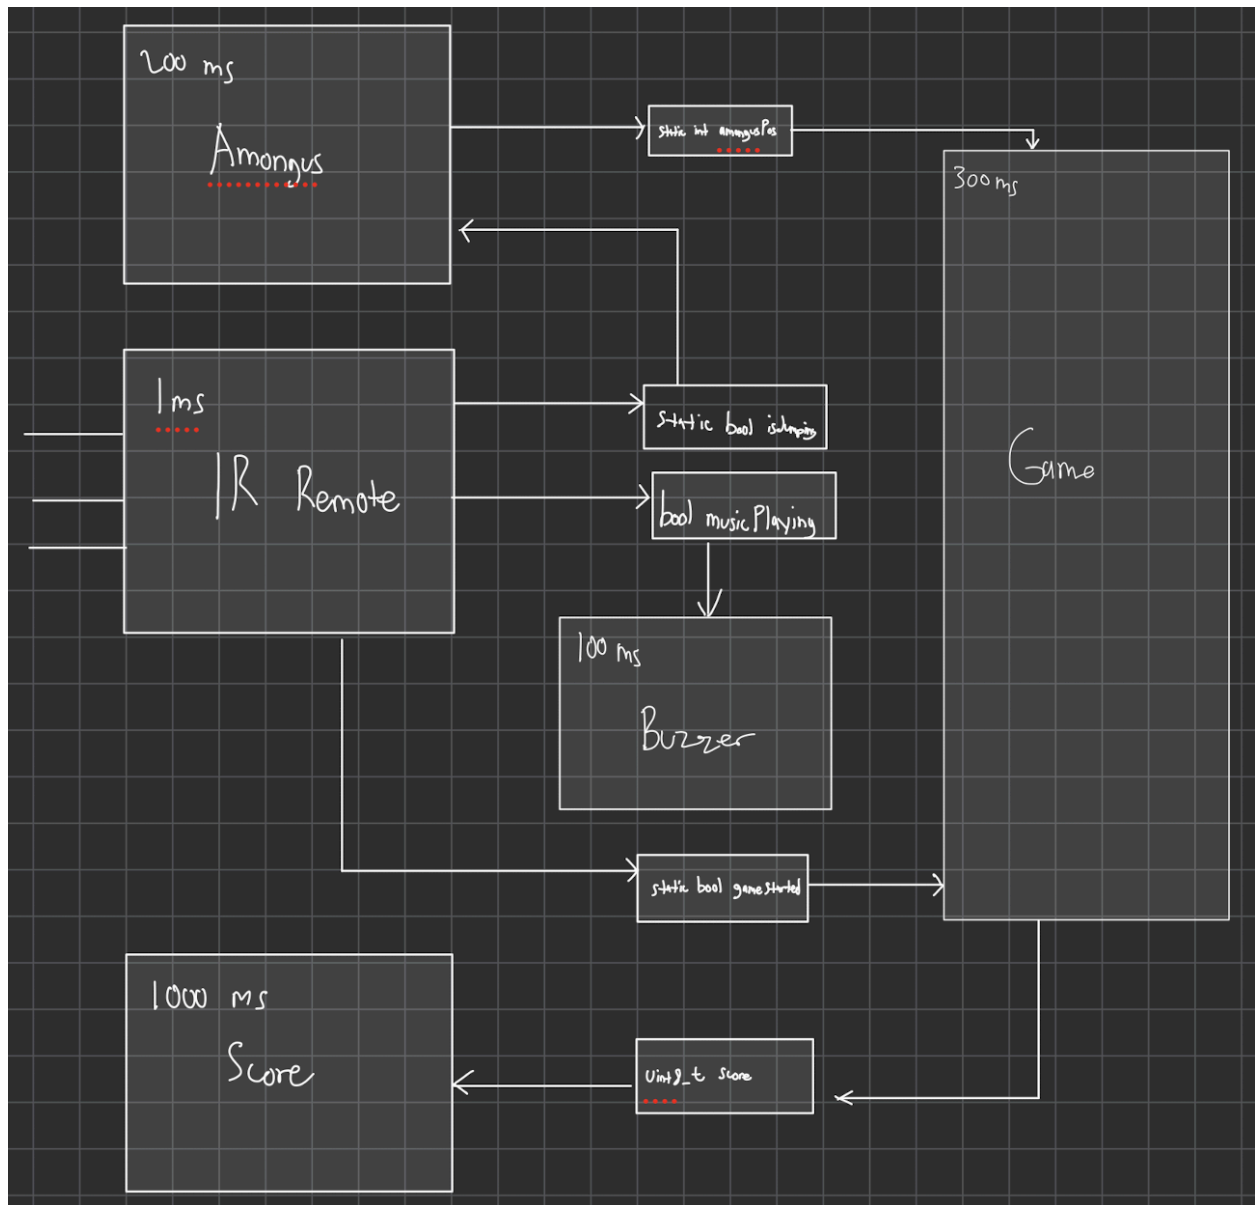 200 ms
Amongus
static int amongusPos
300 ms
1ms
IR Remote
static bool isJumping
bool musicPlaying
Game
100 ms
Buzzer
static bool gameStarted
1000 ms
Score
uint8_t score